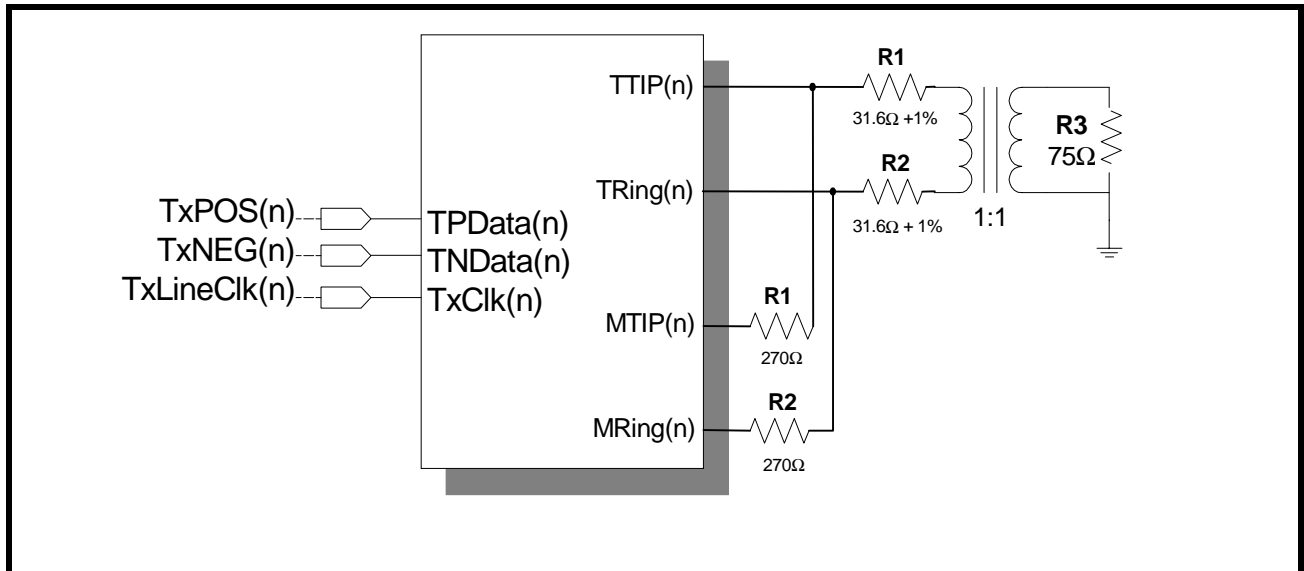 TTIP(n)
R1
31.6Ω +1%
R3
75Ω
R2
TRing(n)
31.6Ω + 1%
1:1
TxPOS(n)
TPData(n)
TxNEG(n)
TNData(n)
TxLineClk(n)
TxClk(n)
R1
MTIP(n)
270Ω
R2
MRing(n)
270Ω